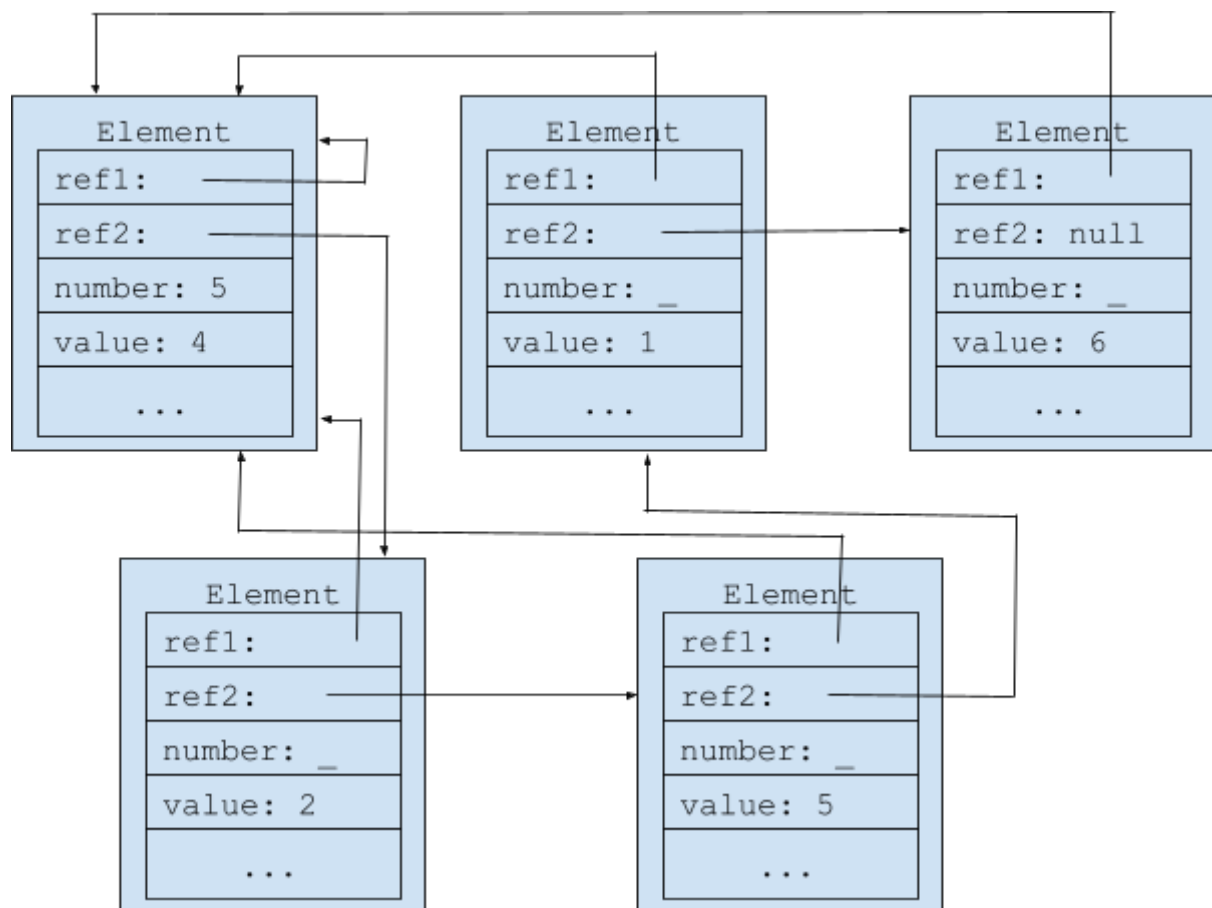 Element
ref1:
ref2:
number: 5
value: 4
...
Element
ref1:
ref2:
number: _
value: 1
...
Element
ref1:
ref2: null
number: _
value: 6
...
Element
ref1:
ref2:
number: _
value: 2
...
Element
ref1:
ref2:
number: _
value: 5
...